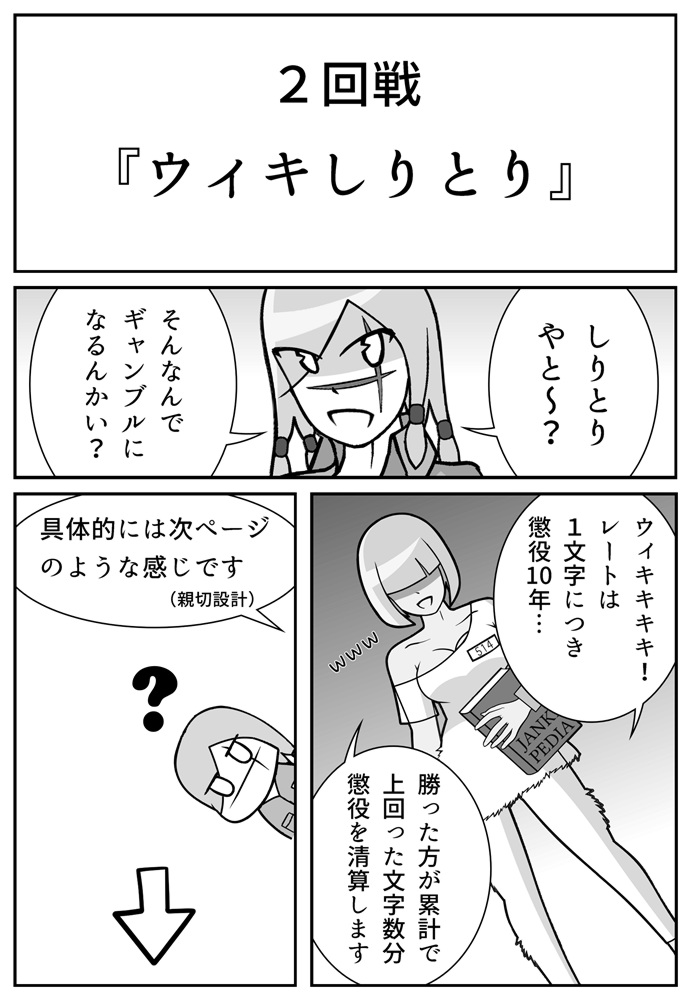 ２回戦
『ウィキしりとり』
しりとり
やと～？
そんなんで
ギャンブルに
なるんかい？
ウィキキキキ！
レートは
１文字につき
懲役10年…
www
514
JANK
PEDIA
勝った方が累計で
上回った文字数分
懲役を清算します
具体的には次ページ
のような感じです
（親切設計）
？